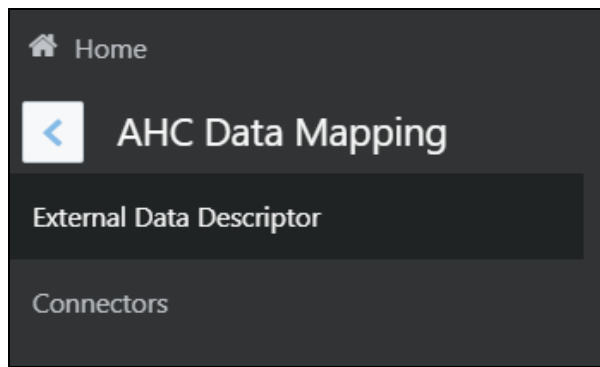 Home
AHC Data Mapping
External Data Descriptor
Connectors